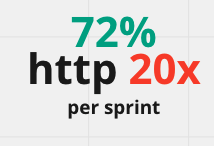 72%
http 20x
per sprint